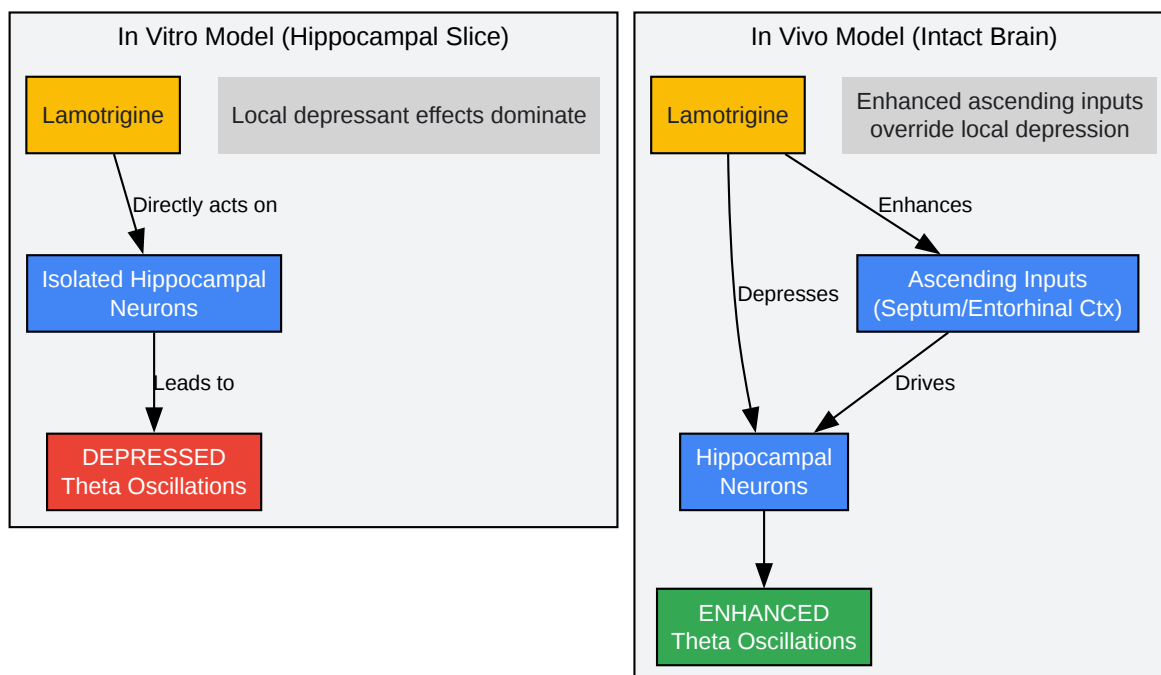 In Vitro Model (Hippocampal Slice)
Lamotrigine
Local depressant effects dominate
Directly acts on
Isolated Hippocampal
Neurons
Leads to
DEPRESSED
Theta Oscillations
In Vivo Model (Intact Brain)
Lamotrigine
Enhanced ascending inputs
override local depression
Enhances
Ascending Inputs
(Septum/Entorhinal Ctx)
Depresses
Drives
Hippocampal
Neurons
ENHANCED
Theta Oscillations